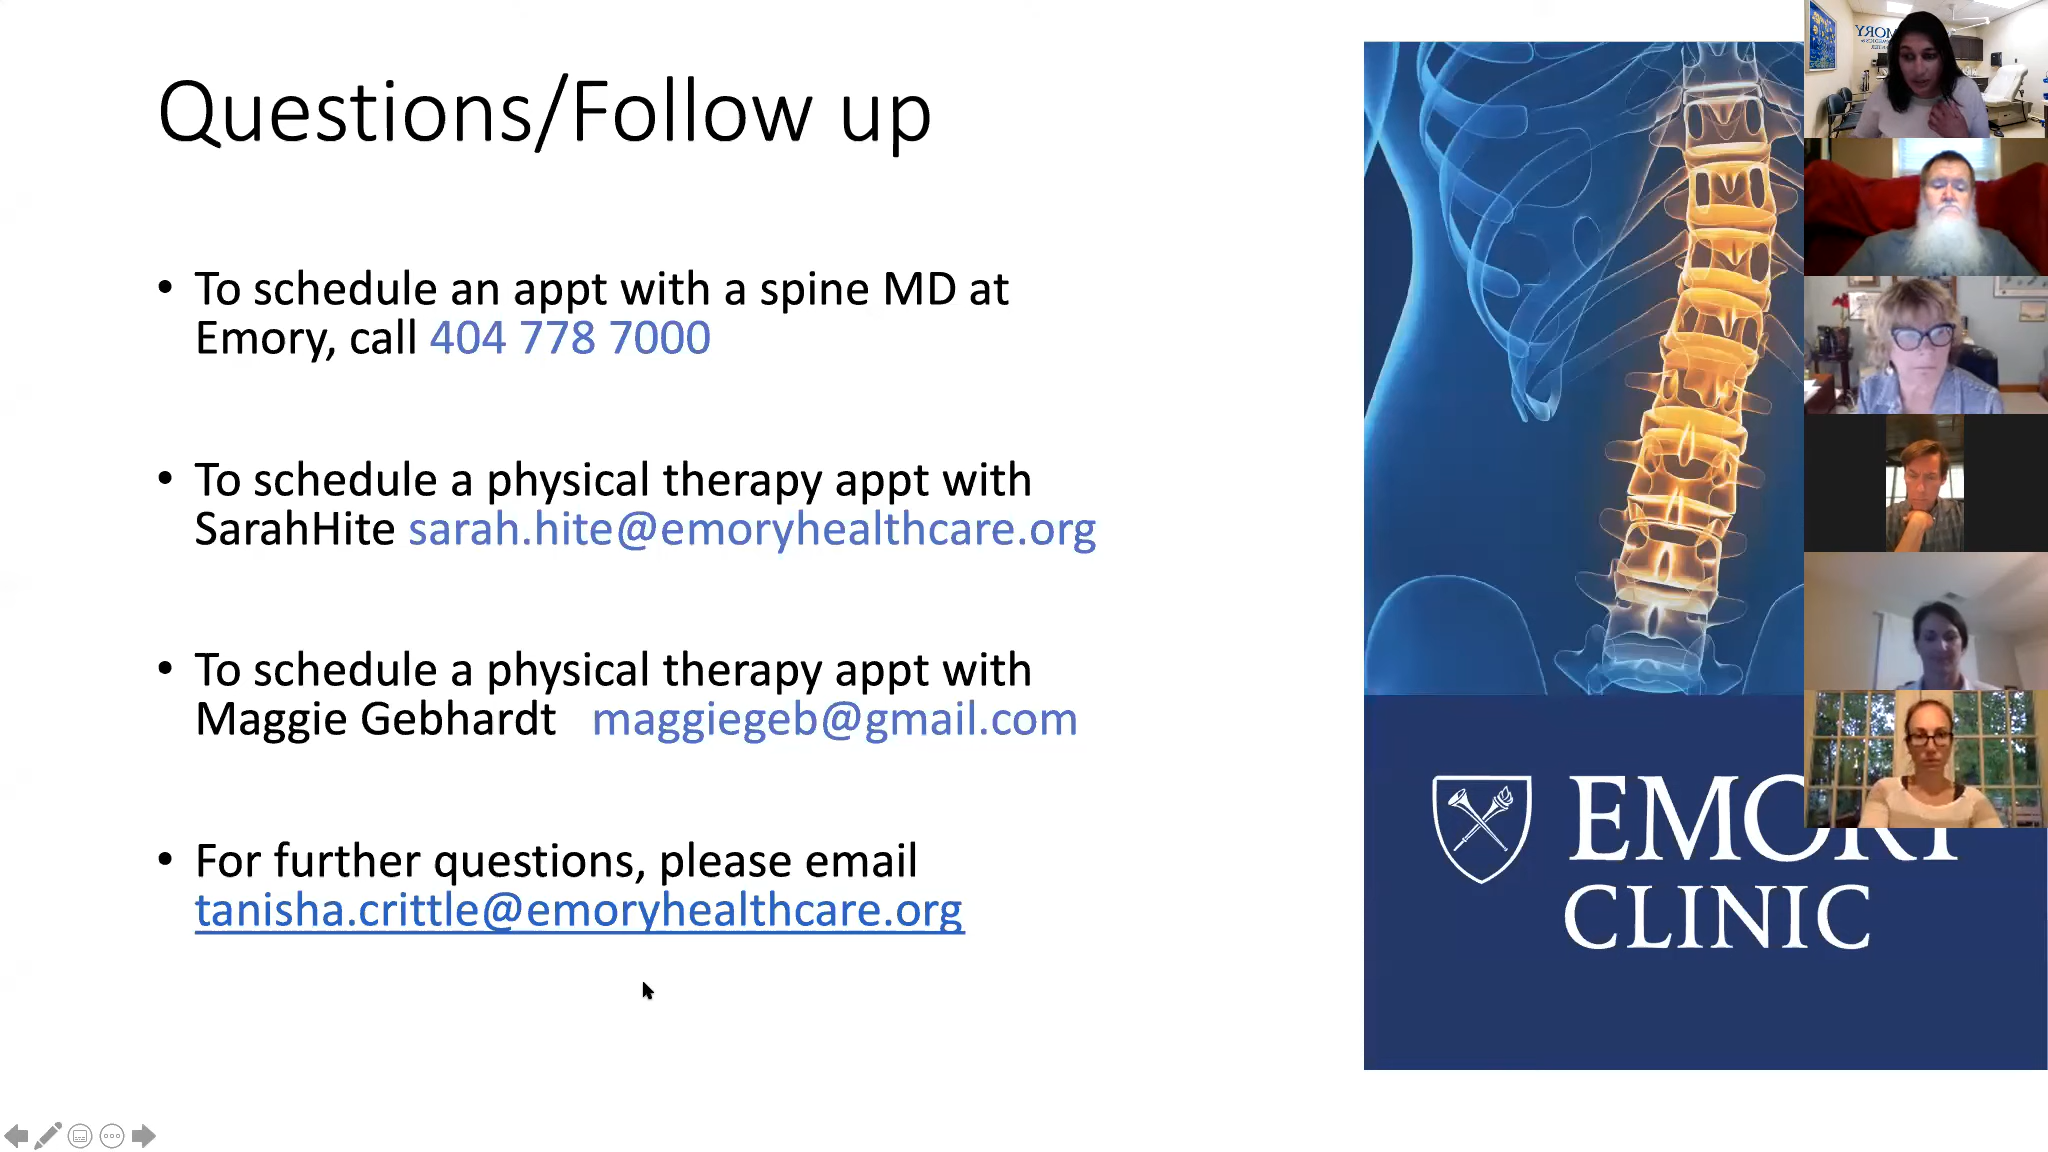 Questions/Follow up
• To schedule an appt with a spine MD at
Emory, call 404 778 7000
• To schedule a physical therapy appt with
SarahHite sarah.hite@emoryhealthcare.org
• To schedule a physical therapy appt with
Maggie Gebhardt maggiegeb@gmail.com
• For further questions, please email
tanisha.crittle@emoryhealthcare.org
EMORY
CLINIC